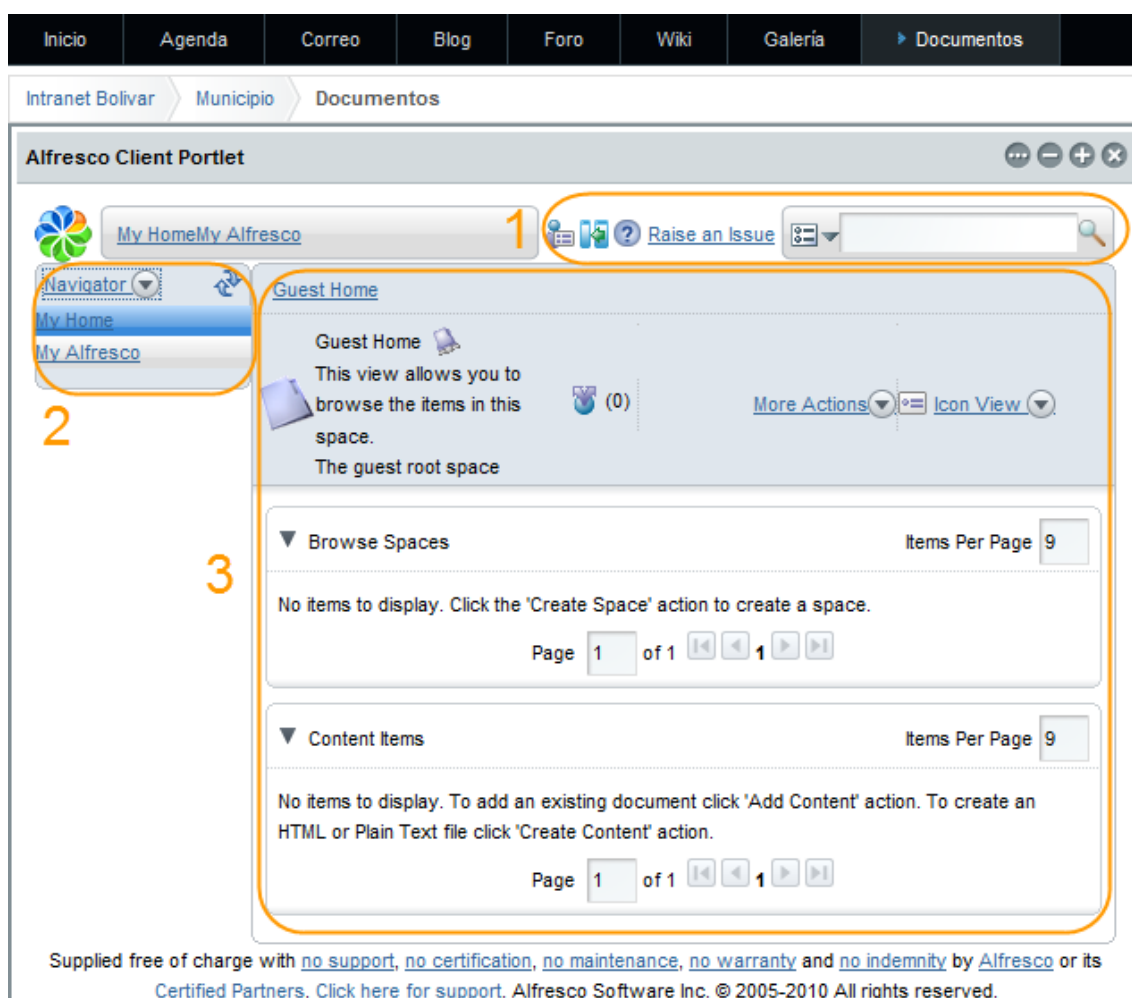 Inicio Agenda Correo Blog Foro Wiki Galería Documentos
Intranet Bolivar Municipio Documentos
Alfresco Client Portlet
My HomeMy Alfresco 1 Raise an Issue
Navigator
My Home
My Alfresco
2
Guest Home
Guest Home
This view allows you to
browse the items in this
space.
The guest root space
(0)
More Actions Icon View
3
Browse Spaces Items Per Page 9
No items to display. Click the 'Create Space' action to create a space.
Page 1 of 1 1
Content Items Items Per Page 9
No items to display. To add an existing document click 'Add Content' action. To create an
HTML or Plain Text file click 'Create Content' action.
Page 1 of 1 1
Supplied free of charge with no support, no certification, no maintenance, no warranty and no indemnity by Alfresco or its
Certified Partners. Click here for support. Alfresco Software Inc. © 2005-2010 All rights reserved.